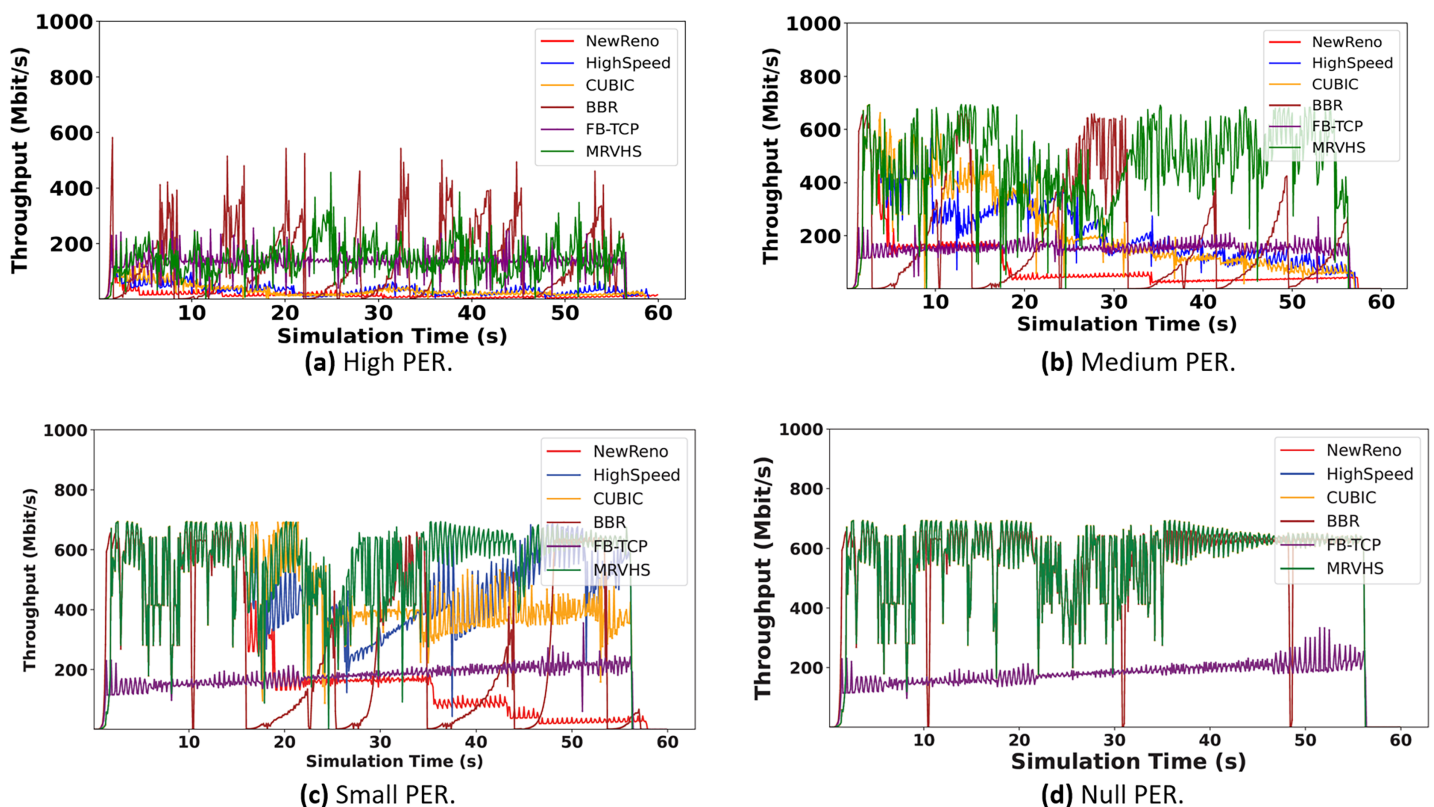 1000
800
600
400
200
Throughput (Mbit/s)
NewReno
HighSpeed
CUBIC
BBR
FB-TCP
MRVHS
10 20 30 40 50 60
Simulation Time (s)
(a) High PER.
1000
800
600
400
200
Throughput (Mbit/s)
NewReno
HighSpeed
CUBIC
BBR
FB-TCP
MRVHS
10 20 30 40 50 60
Simulation Time (s)
(b) Medium PER.
1000
800
600
400
200
Throughput (Mbit/s)
NewReno
HighSpeed
CUBIC
BBR
FB-TCP
MRVHS
10 20 30 40 50 60
Simulation Time (s)
(c) Small PER.
1000
800
600
400
200
Throughput (Mbit/s)
NewReno
HighSpeed
CUBIC
BBR
FB-TCP
MRVHS
10 20 30 40 50 60
Simulation Time (s)
(d) Null PER.